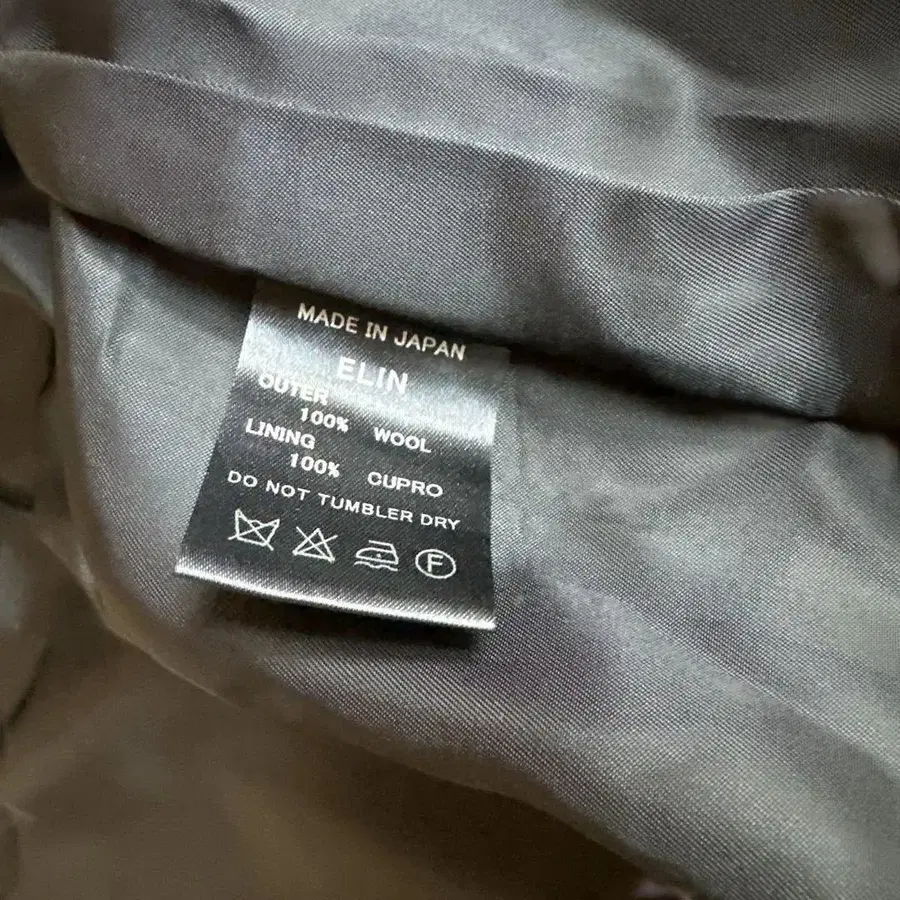 MADE IN JAPAN
ELIN
OUTER
100% WOOL
LINING
100% CUPRO
DO NOT TUMBLER DRY
F